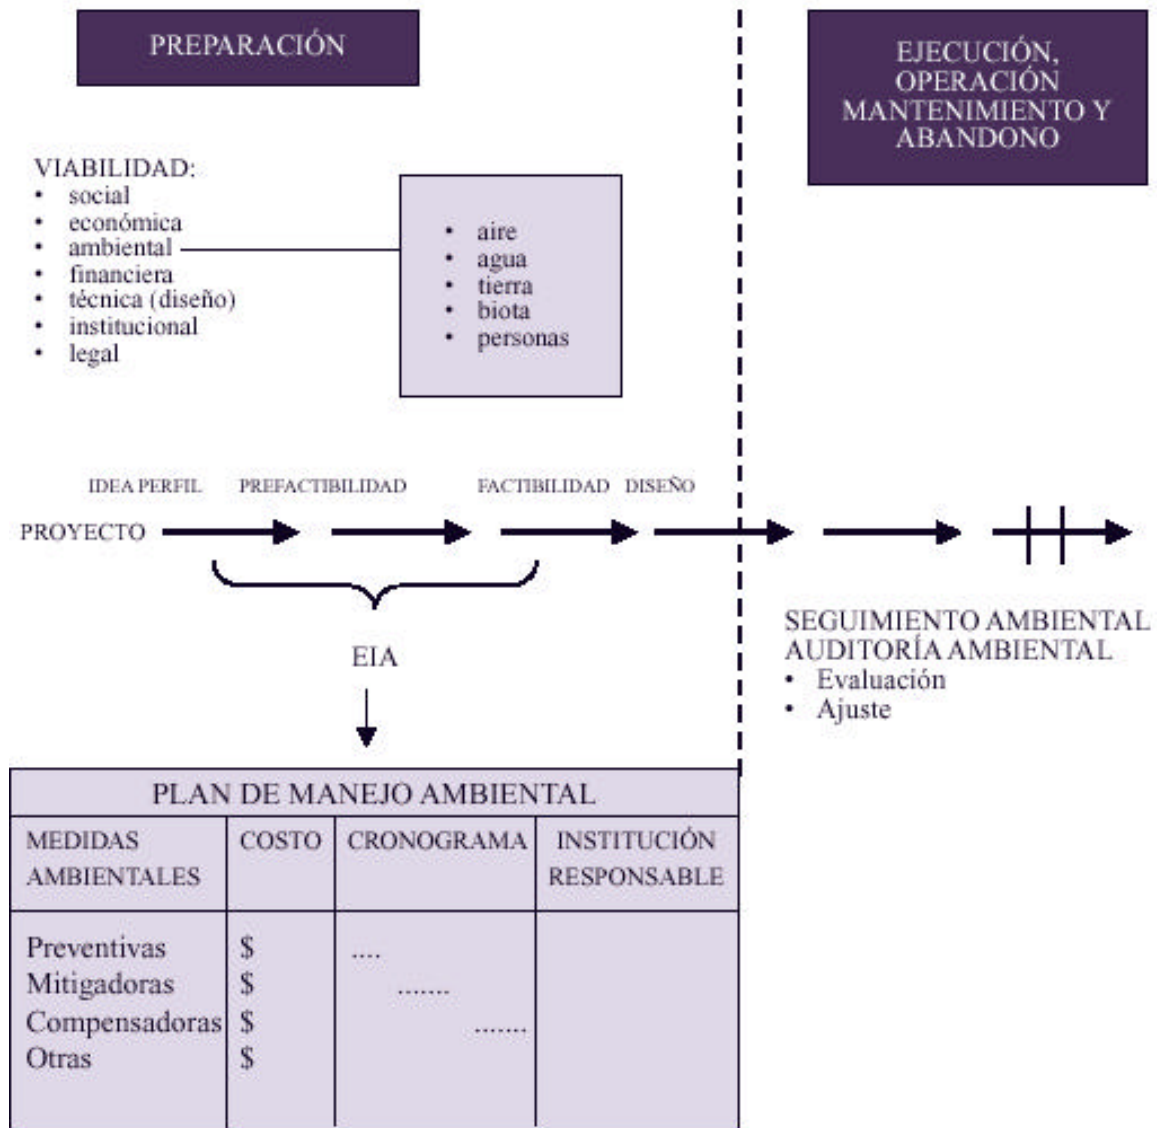 PREPARACIÓN
EJECUCIÓN,
OPERACIÓN
MANTENIMIENTO Y
ABANDONO
VIABILIDAD:
• social
• económica
• ambiental
• financiera
• técnica (diseño)
• institucional
• legal
• aire
• agua
• tierra
• biota
• personas
IDEA PERFIL PREFACTIBILIDAD FACTIBILIDAD DISEÑO
PROYECTO
EIA
SEGUIMIENTO AMBIENTAL
AUDITORÍA AMBIENTAL
• Evaluación
• Ajuste
PLAN DE MANEJO AMBIENTAL
MEDIDAS COSTO CRONOGRAMA INSTITUCIÓN
AMBIENTALES RESPONSABLE
Preventivas $ ....
Mitigadoras $ .......
Compensadoras $ .......
Otras $